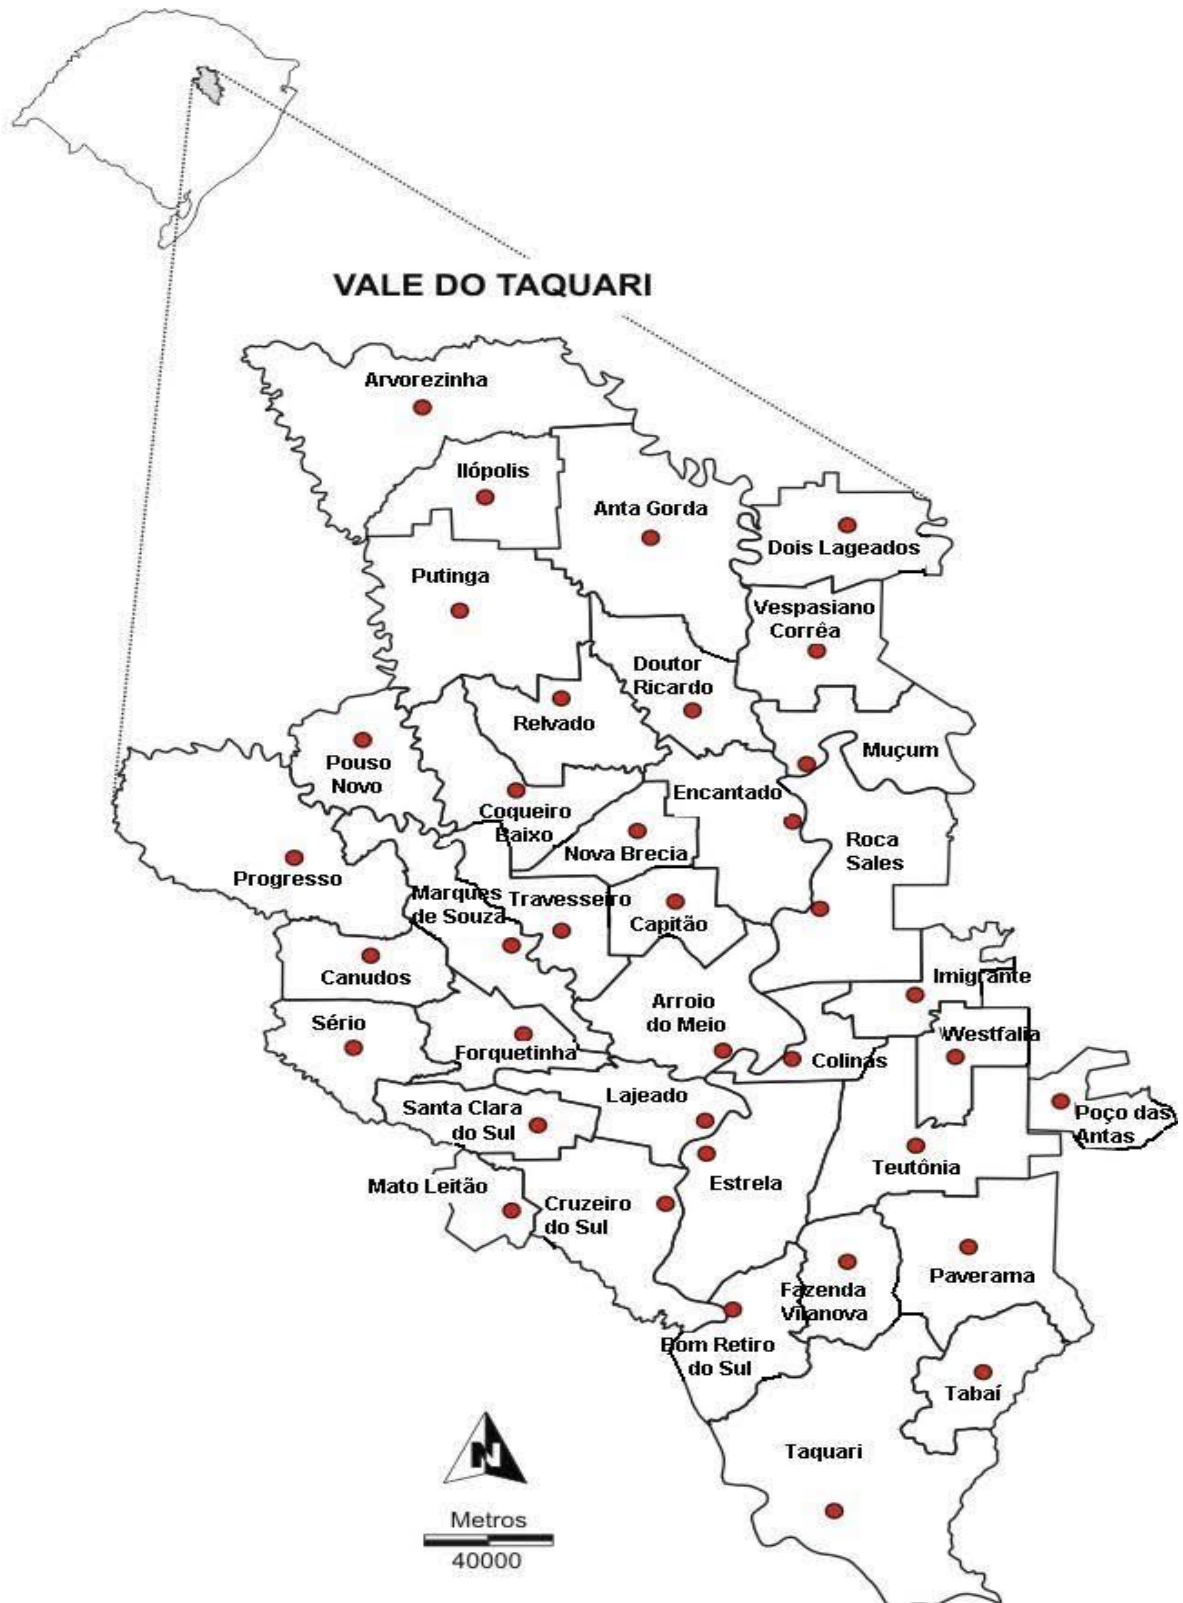 VALE DO TAQUARI
Arvorezinha
Ilópolis
Anta Gorda
Dois Lageados
Putinga
Vespasiano
Corrêa
Doutor
Ricardo
Relvado
Muçum
Pouso
Novo
Encantado
Coqueiro
Baixo
Nova Brecia
Roca
Sales
Progresso
Marques
de Souza
Travesseiro
Capitão
Canudos
Imigrante
Arroio
do Meio
Sério
Forquetinha
Westfalia
Colinas
Lajeado
Santa Clara
do Sul
Poço das
Antas
Teutônia
Mato Leitão
Estrela
Cruzeiro
do Sul
Paverama
Fazenda
Vilanova
Bom Retiro
do Sul
Tabaí
Taquari
N
Metros
40000